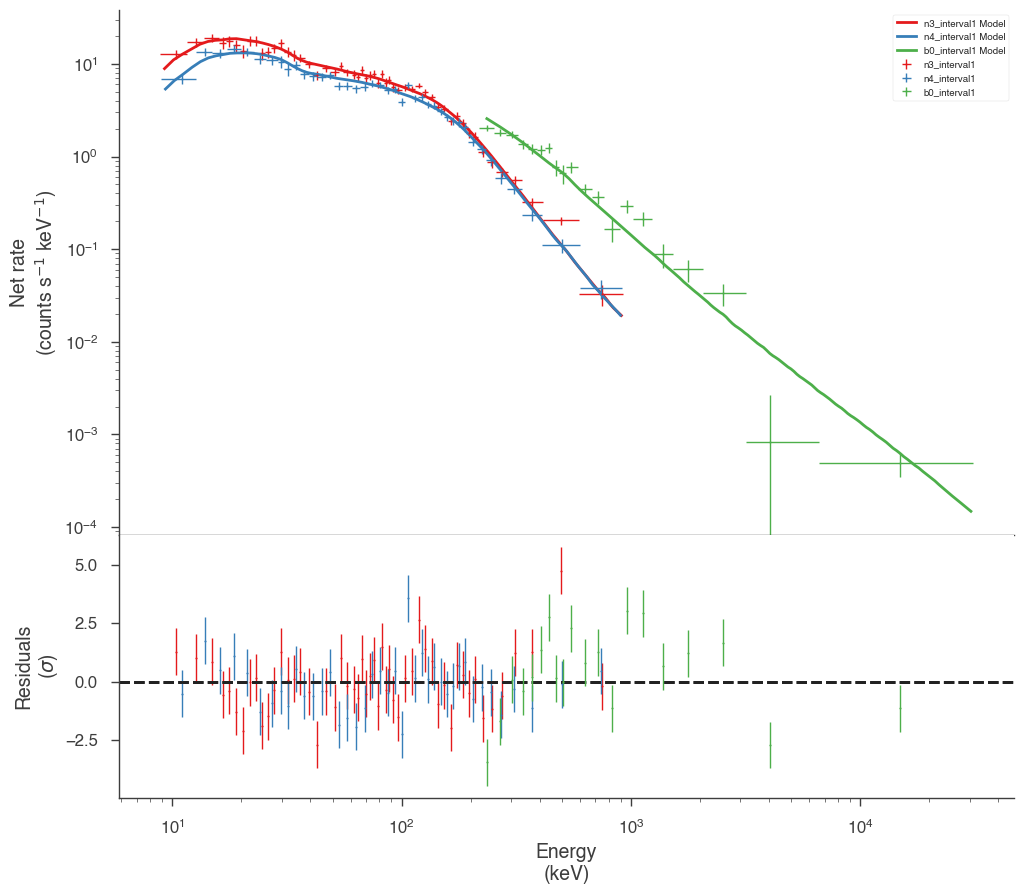 n3_interval1 Model
n4_interval1 Model
b0_interval1 Model
n3_interval1
n4_interval1
b0_interval1
10¹
10⁰
10⁻¹
10⁻²
10⁻³
10⁻⁴
Net rate
(counts s⁻¹ keV⁻¹)
5.0
2.5
0.0
−2.5
Residuals
(σ)
10¹ 10² 10³ 10⁴
Energy
(keV)